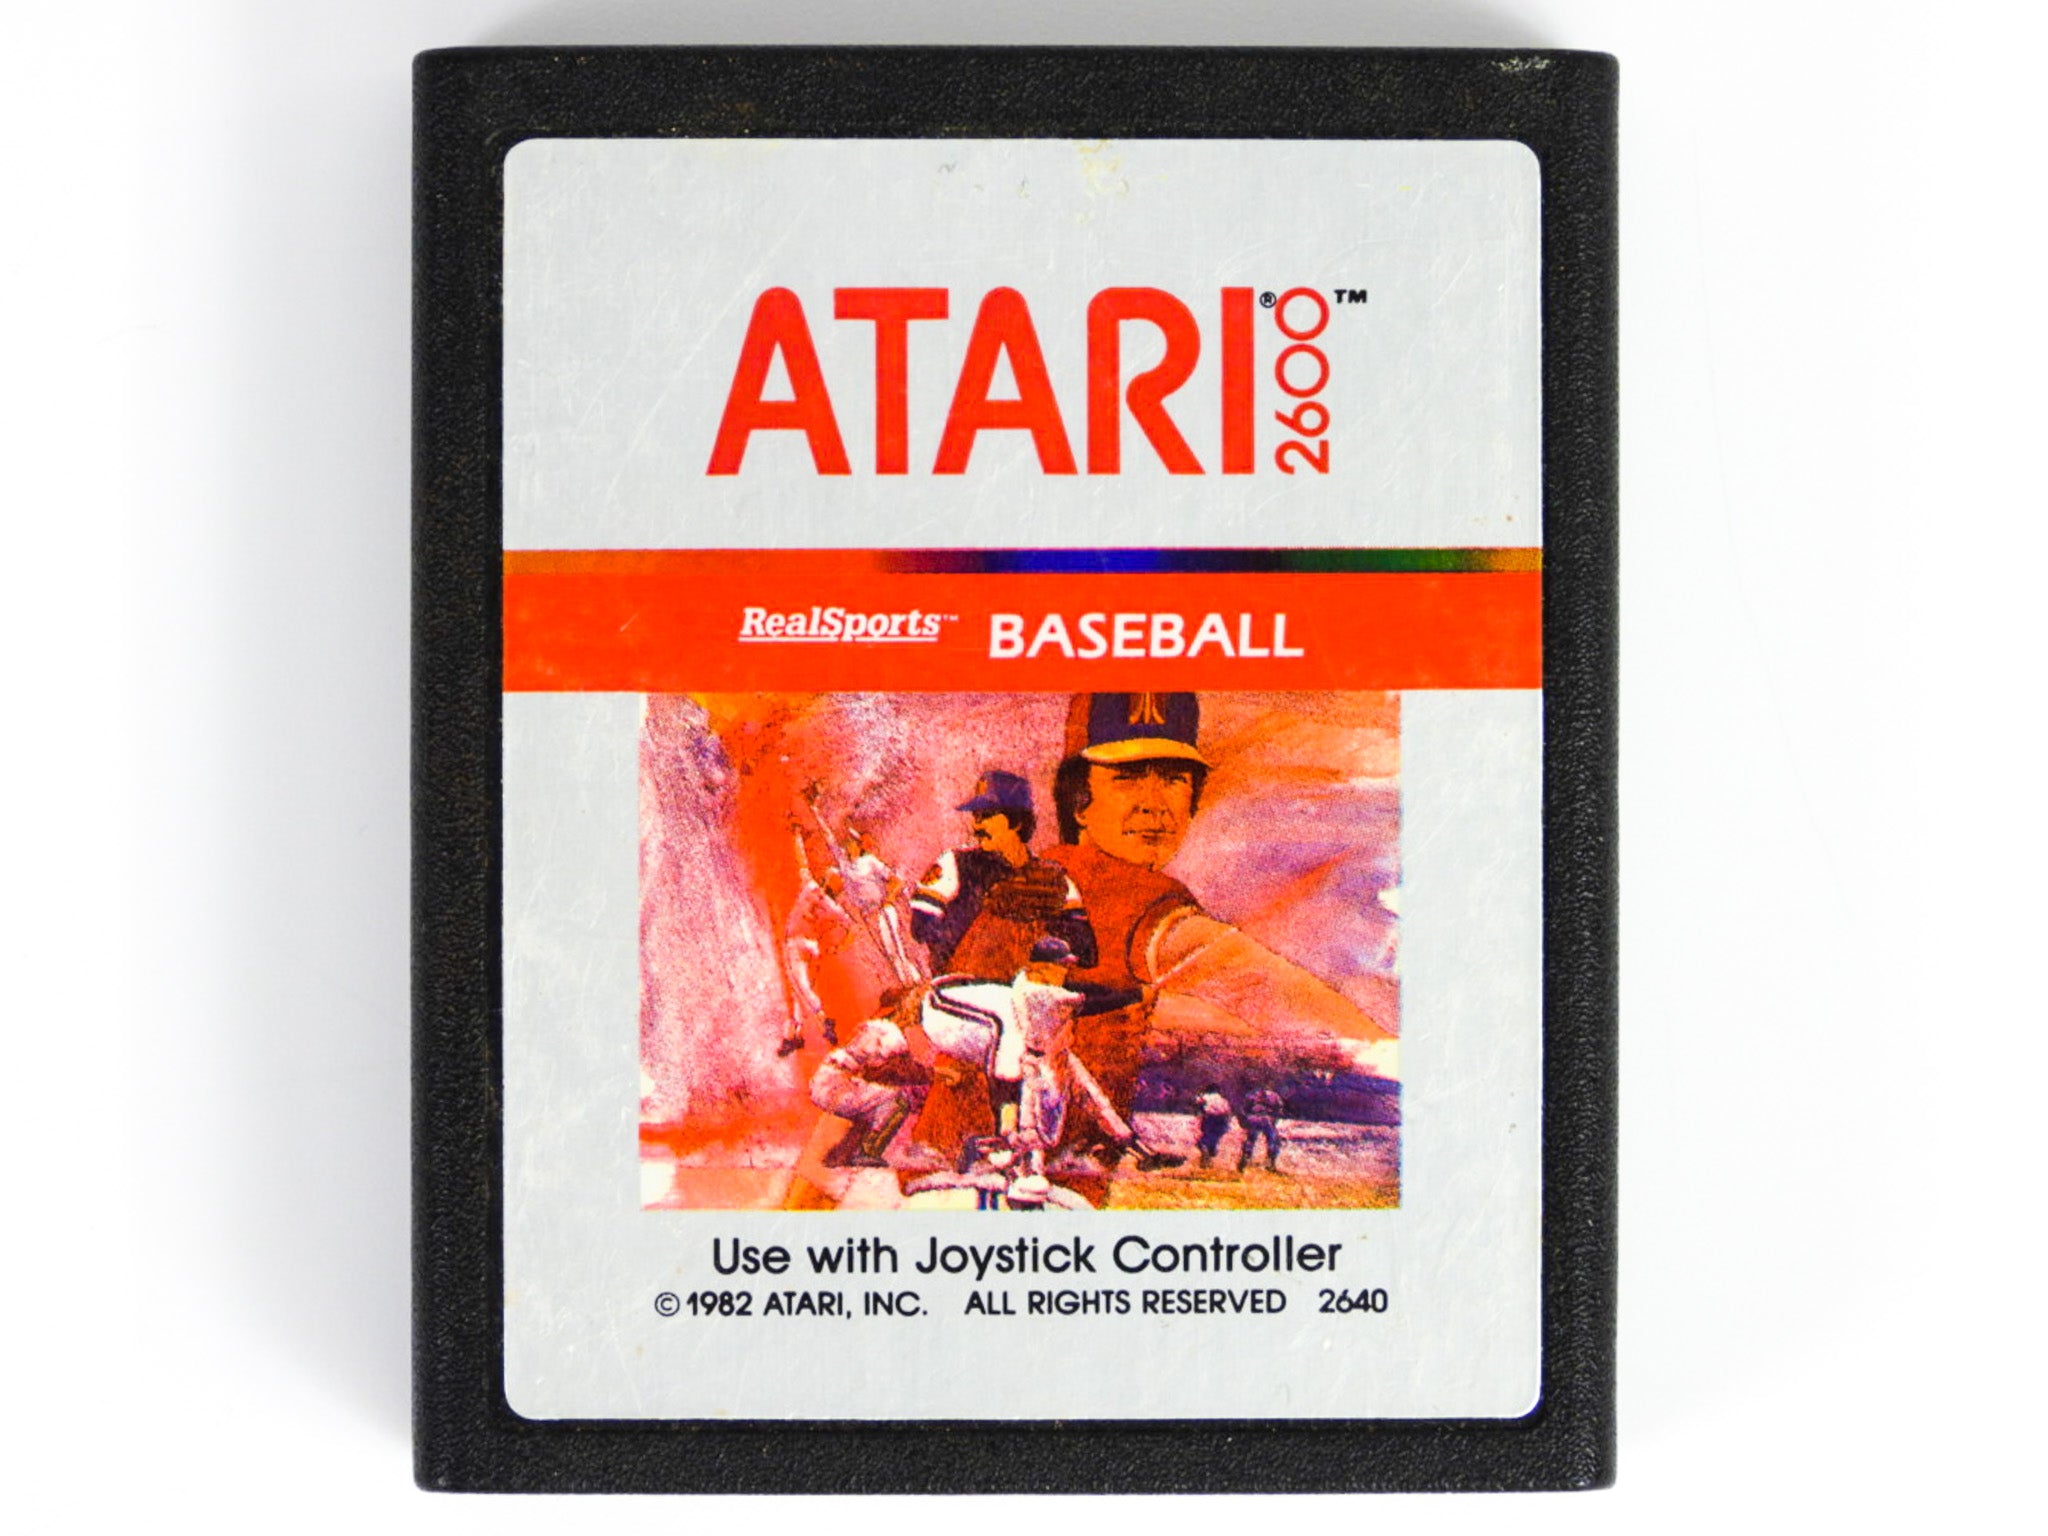 ATARI® 2600™
RealSports™ BASEBALL
Use with Joystick Controller
© 1982 ATARI, INC. ALL RIGHTS RESERVED 2640